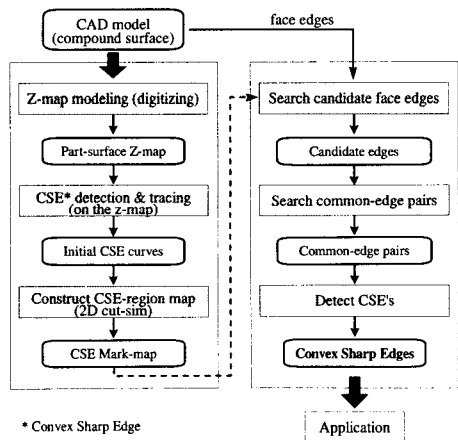 CAD model
(compound surface)
face edges
Z-map modeling (digitizing)
Part-surface Z-map
CSE* detection & tracing
(on the z-map)
Initial CSE curves
Construct CSE-region map
(2D cut-sim)
CSE Mark-map
Search candidate face edges
Candidate edges
Search common-edge pairs
Common-edge pairs
Detect CSE's
Convex Sharp Edges
Application
* Convex Sharp Edge